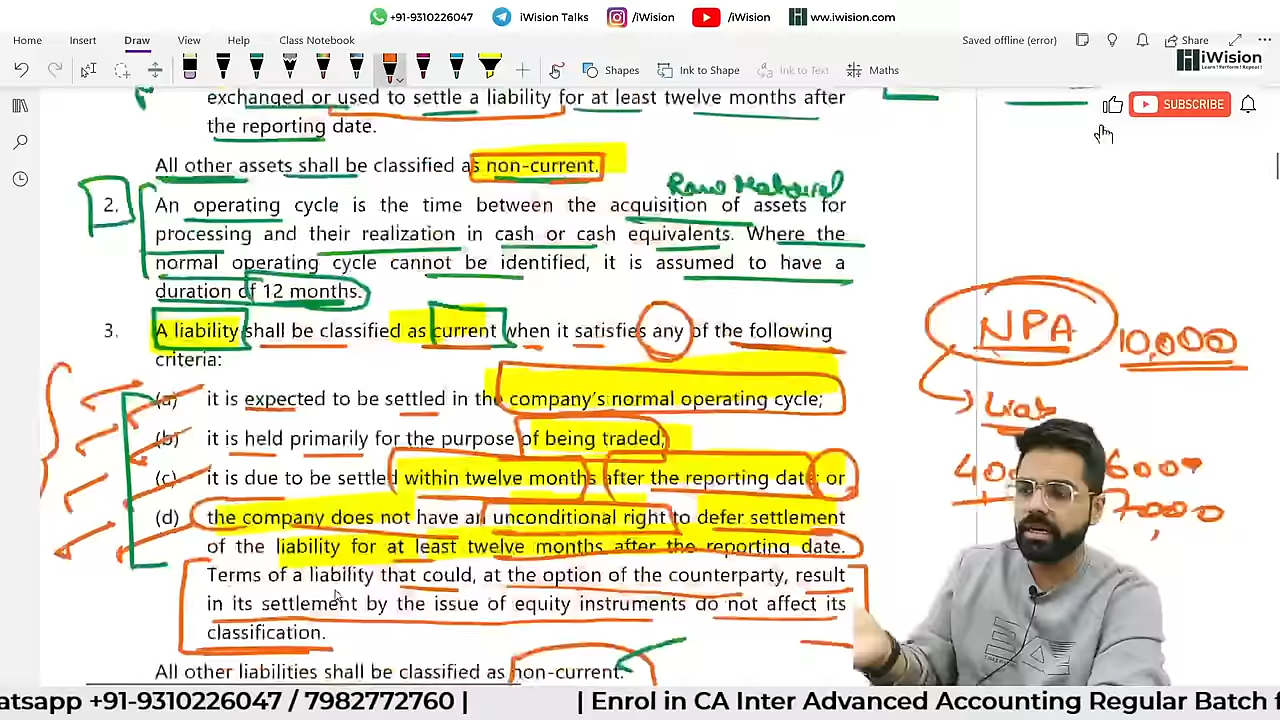 +91-9310226047 iWision Talks /iWision /iWision ww.iwision.com
Home Insert Draw View Help Class Notebook Saved offline (error) Share
Shapes Ink to Shape Ink to Text Maths
iWision
Learn! Perform! Repeat!
SUBSCRIBE
exchanged or used to settle a liability for at least twelve months after
the reporting date.
All other assets shall be classified as non-current.
Raw Material
2. An operating cycle is the time between the acquisition of assets for
processing and their realization in cash or cash equivalents. Where the
normal operating cycle cannot be identified, it is assumed to have a
duration of 12 months.
3. A liability shall be classified as current when it satisfies any of the following
criteria:
(a) it is expected to be settled in the company's normal operating cycle;
(b) it is held primarily for the purpose of being traded;
(c) it is due to be settled within twelve months after the reporting date; or
(d) the company does not have an unconditional right to defer settlement
of the liability for at least twelve months after the reporting date.
Terms of a liability that could, at the option of the counterparty, result
in its settlement by the issue of equity instruments do not affect its
classification.
All other liabilities shall be classified as non-current.
NPA 10,000
Liab
6000
7000
atsapp +91-9310226047 / 7982772760 | | Enrol in CA Inter Advanced Accounting Regular Batch f